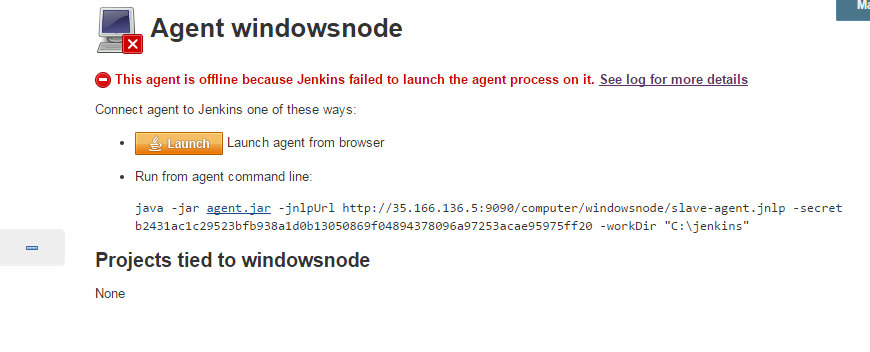 Ma
Agent windowsnode
This agent is offline because Jenkins failed to launch the agent process on it. See log for more details
Connect agent to Jenkins one of these ways:
Launch Launch agent from browser
Run from agent command line:
java -jar agent.jar -jnlpUrl http://35.166.136.5:9090/computer/windowsnode/slave-agent.jnlp -secret
b2431ac1c29523bfb938a1d0b13050869f04894378096a97253acae95975ff20 -workDir "C:\jenkins"
Projects tied to windowsnode
None